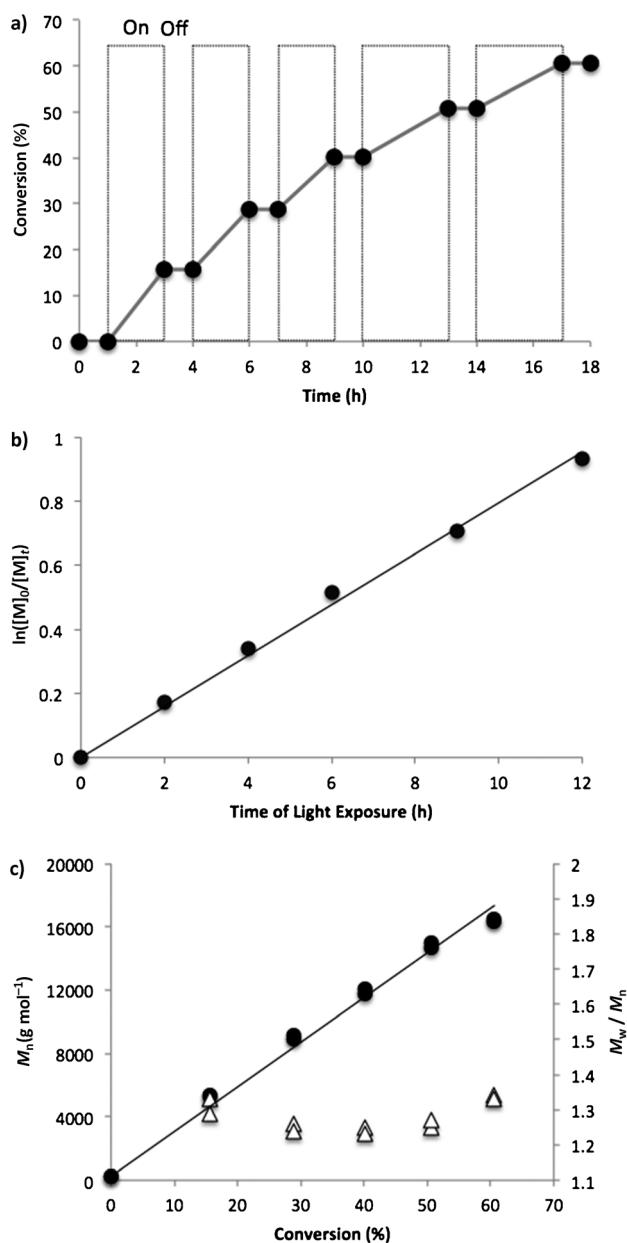 a)
On Off
70
60
50
40
30
20
10
0
Conversion (%)
0 2 4 6 8 10 12 14 16 18
Time (h)
b)
1
0.8
0.6
0.4
0.2
0
ln([M]0/[M]t)
0 2 4 6 8 10 12
Time of Light Exposure (h)
c)
20000
16000
12000
8000
4000
0
Mn (g mol−1)
2
1.9
1.8
1.7
1.6
1.5
1.4
1.3
1.2
1.1
Mw / Mn
0 10 20 30 40 50 60 70
Conversion (%)